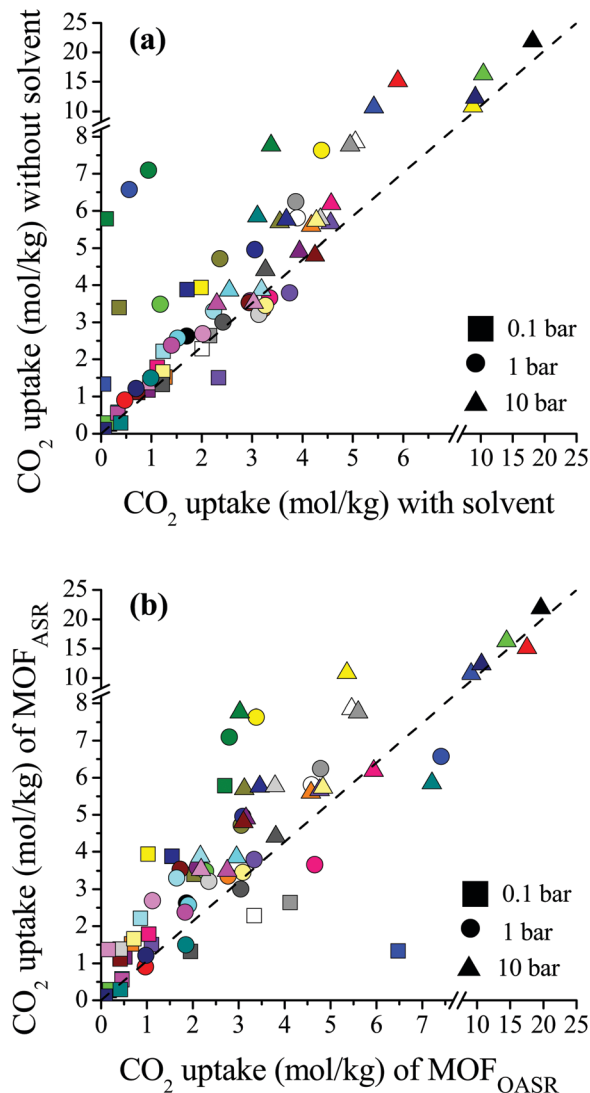 (a)
CO2 uptake (mol/kg) without solvent
25
20
15
10
8
7
6
5
4
3
2
1
0
0.1 bar
1 bar
10 bar
0 1 2 3 4 5 6 10 15 20 25
CO2 uptake (mol/kg) with solvent
(b)
CO2 uptake (mol/kg) of MOFASR
25
20
15
10
8
7
6
5
4
3
2
1
0
0.1 bar
1 bar
10 bar
0 1 2 3 4 5 6 7 10 15 20 25
CO2 uptake (mol/kg) of MOFOASR